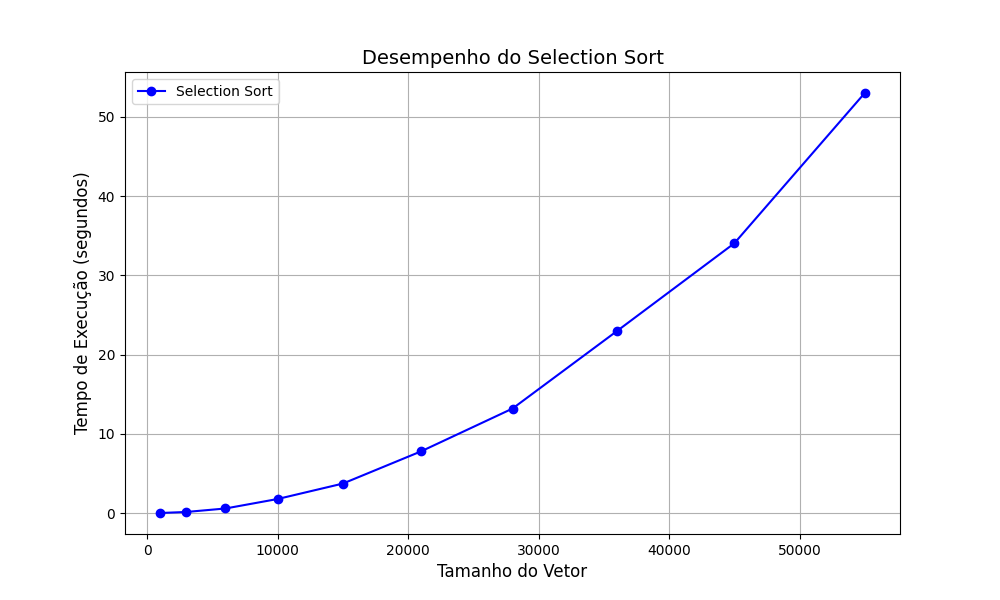 Desempenho do Selection Sort
Selection Sort
Tempo de Execução (segundos)
50
40
30
20
10
0
0 10000 20000 30000 40000 50000
Tamanho do Vetor